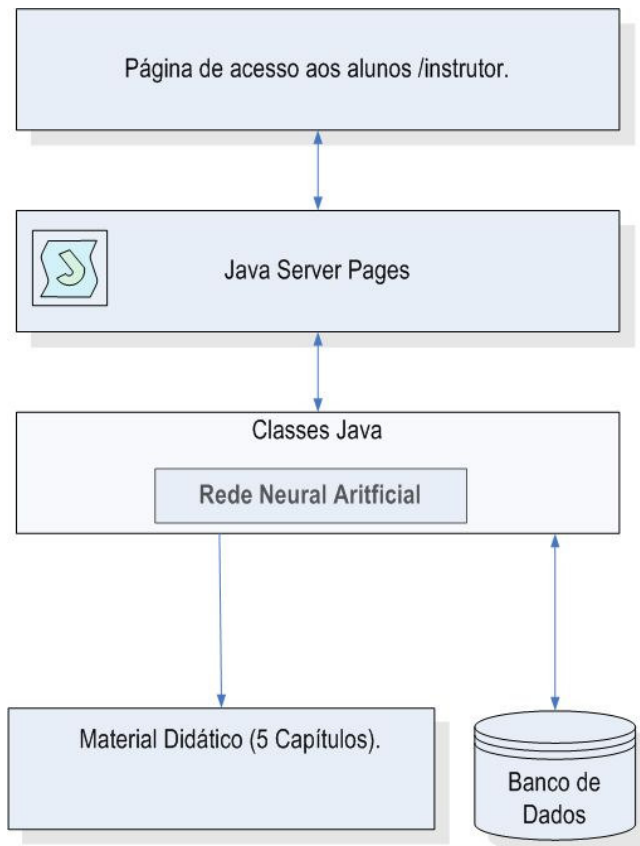 Página de acesso aos alunos /instrutor.
Java Server Pages
Classes Java
Rede Neural Aritficial
Material Didático (5 Capítulos).
Banco de
Dados